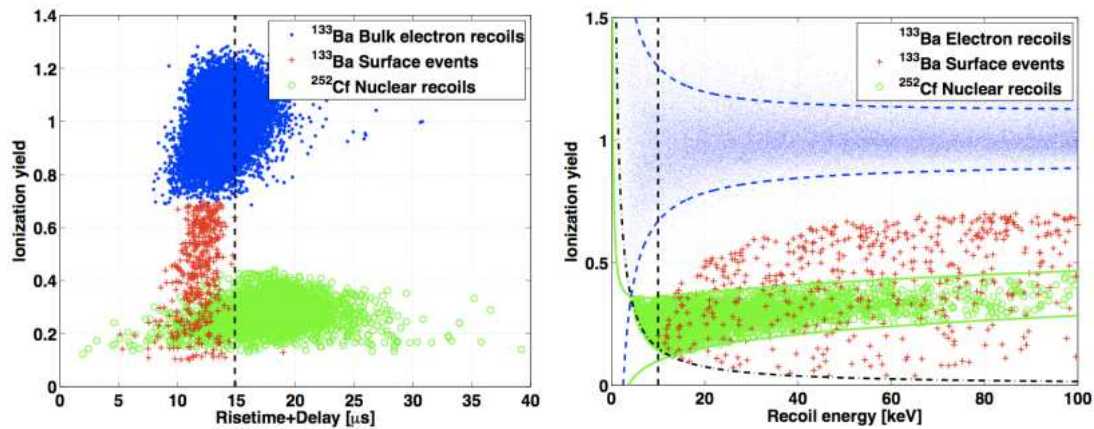 1.4
1.2
1
0.8
0.6
0.4
0.2
0
Ionization yield
133Ba Bulk electron recoils
133Ba Surface events
252Cf Nuclear recoils
0 5 10 15 20 25 30 35 40
Risetime+Delay [μs]
1.5
1
0.5
0
Ionization yield
133Ba Electron recoils
133Ba Surface events
252Cf Nuclear recoils
0 20 40 60 80 100
Recoil energy [keV]